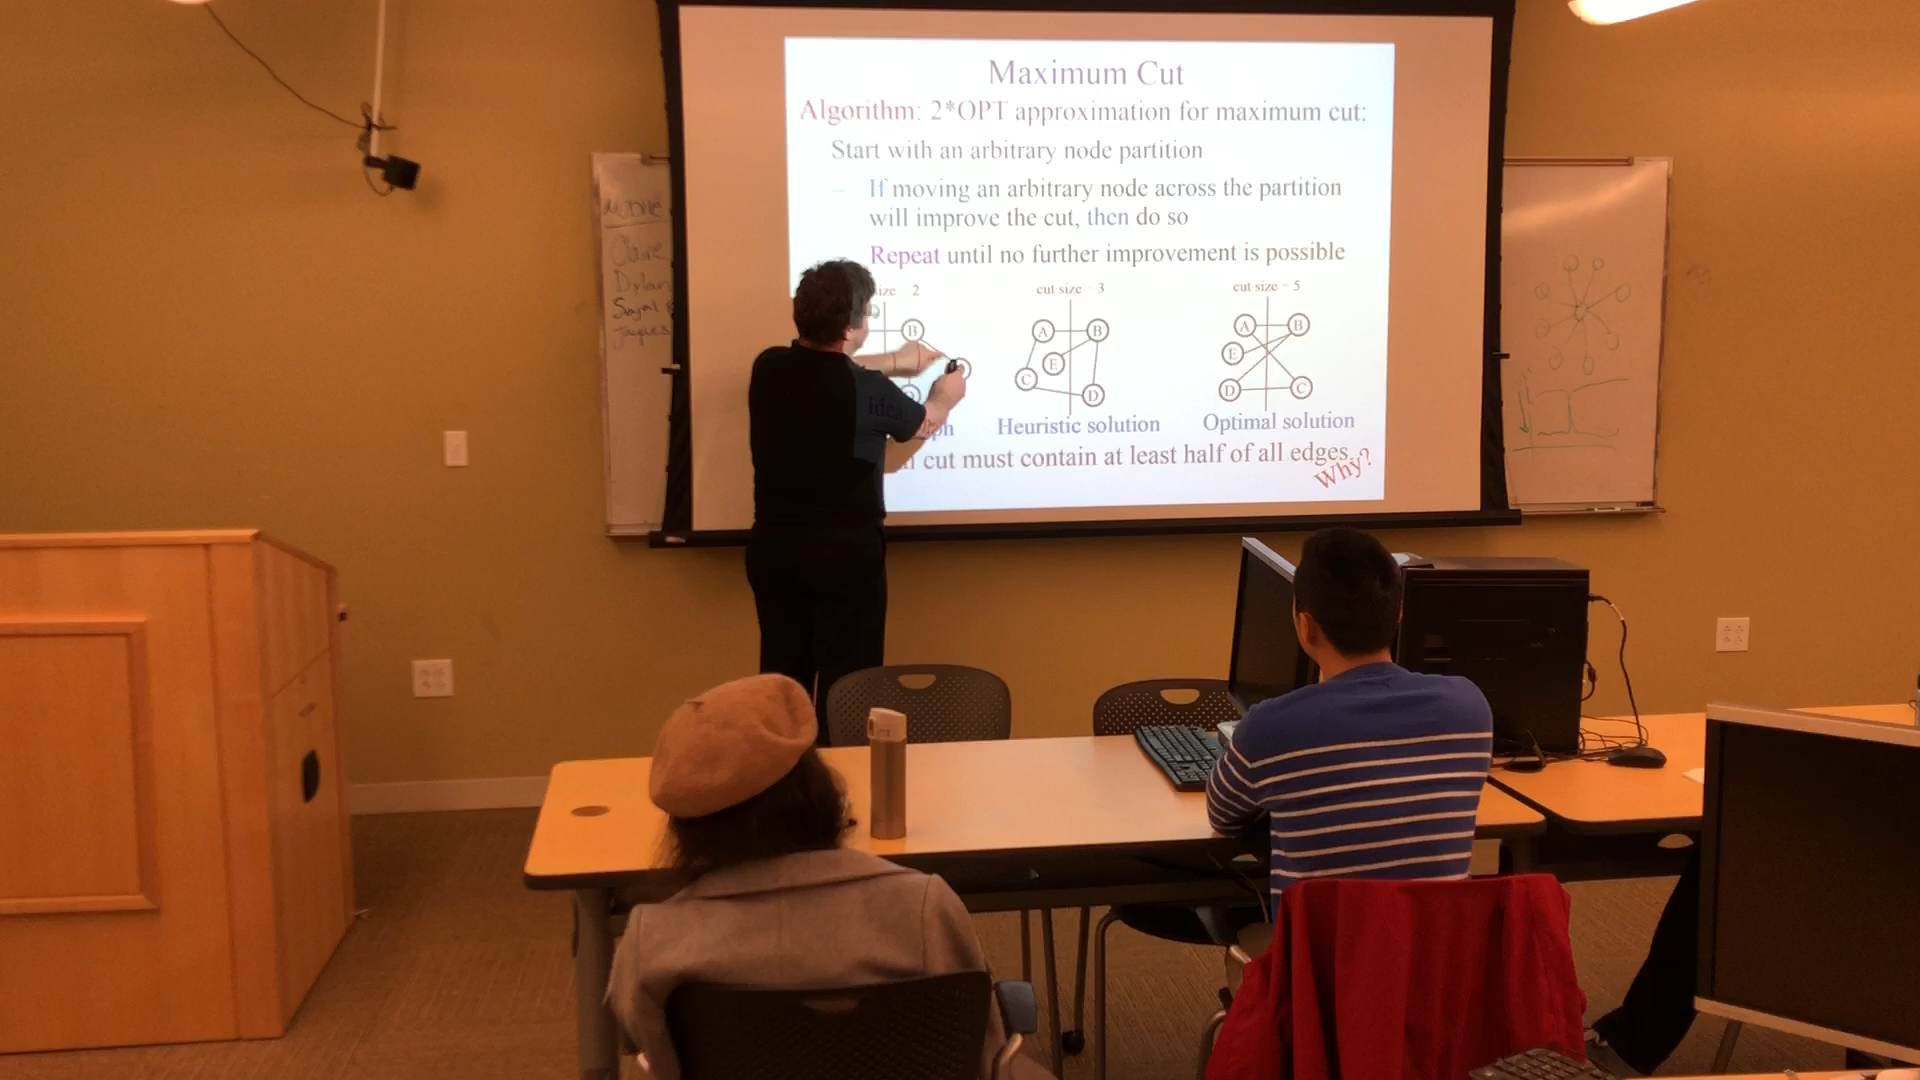 Maximum Cut
Algorithm: 2*OPT approximation for maximum cut:
Start with an arbitrary node partition
– If moving an arbitrary node across the partition
will improve the cut, then do so
Repeat until no further improvement is possible
size = 2
cut size = 3
cut size = 5
B
A B
C E D
A B
E
D C
Heuristic solution
Optimal solution
cut must contain at least half of all edges.
Why?
Claire
Dylan